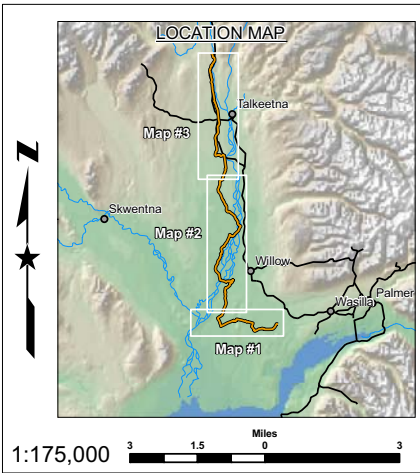 LOCATION MAP
Talkeetna
Map #3
Skwentna
Map #2
Willow
Palmer
Wasilla
Map #1
N
Miles
1:175,000
3 1.5 0 3